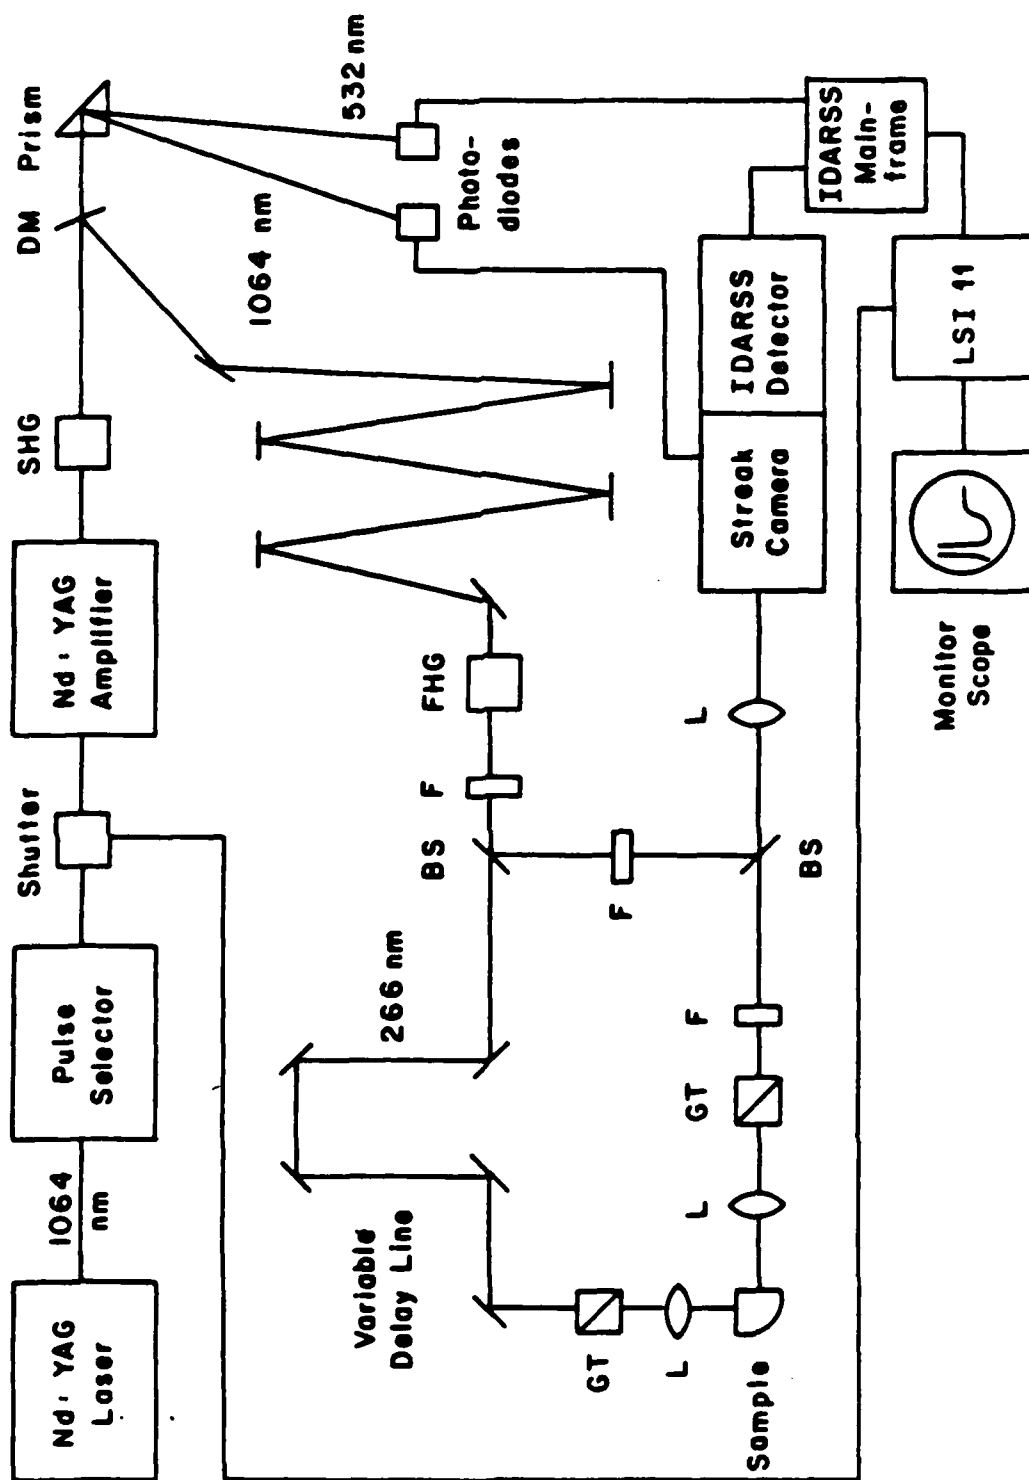 Nd: YAG
Laser
1064
nm
Pulse
Selector
Shutter
Nd: YAG
Amplifier
SHG
DM
Prism
1064 nm
532 nm
Photo-
diodes
Variable
Delay Line
266 nm
BS
F
FHG
F
GT
L
Sample
L
GT
F
BS
L
Streak
Camera
IDARSS
Detector
IDARSS
Main-
frame
Monitor
Scope
LSI 11